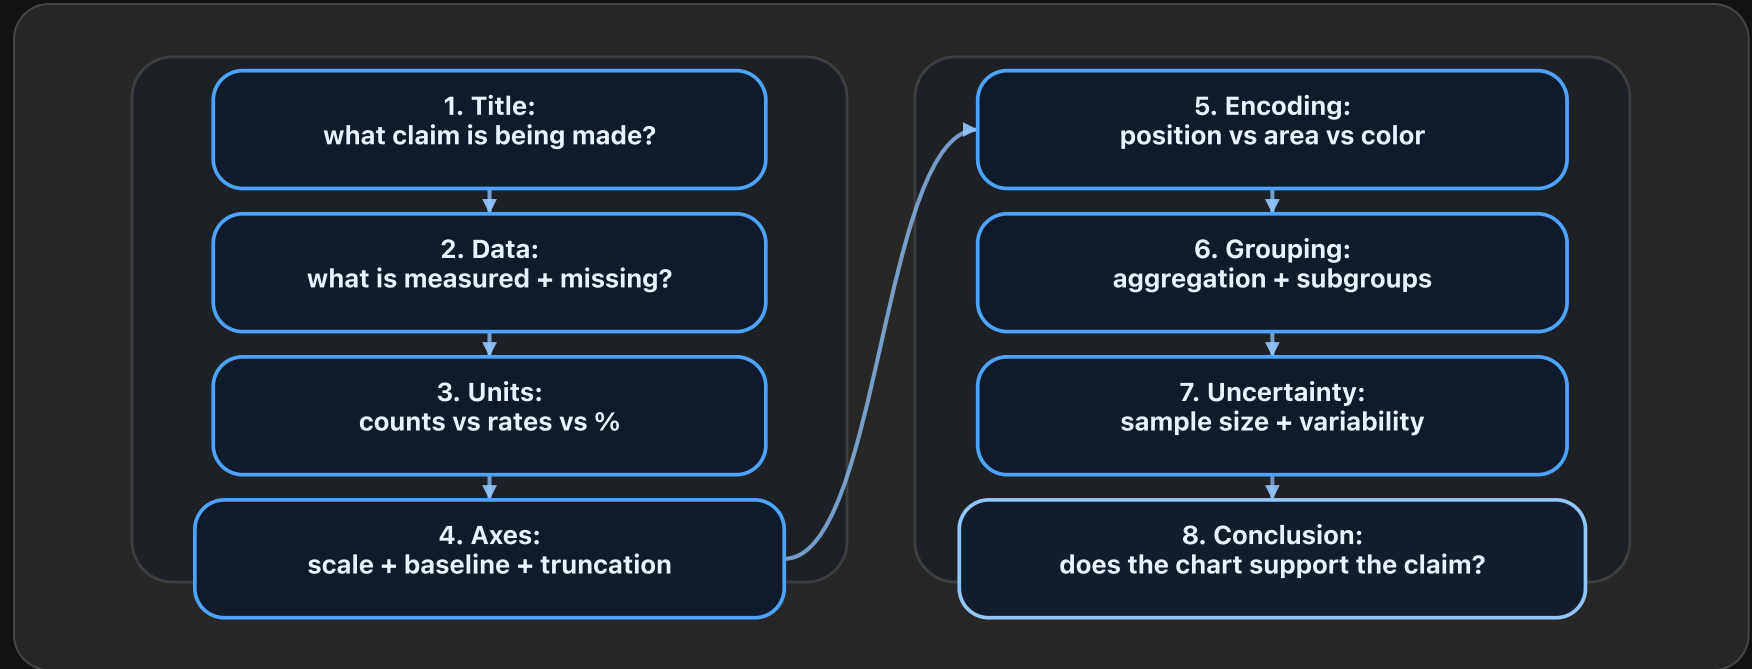 1. Title:
what claim is being made?
2. Data:
what is measured + missing?
3. Units:
counts vs rates vs %
4. Axes:
scale + baseline + truncation
5. Encoding:
position vs area vs color
6. Grouping:
aggregation + subgroups
7. Uncertainty:
sample size + variability
8. Conclusion:
does the chart support the claim?